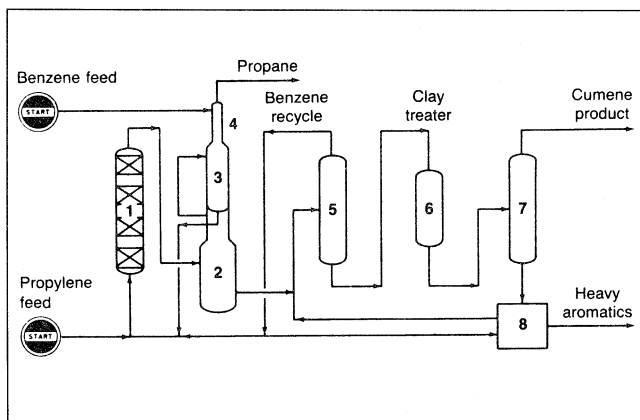 Propane
Benzene feed
Benzene
recycle
Clay
treater
Cumene
product
START
4
3
1
5
6
7
2
Propylene
feed
Heavy
aromatics
START
8